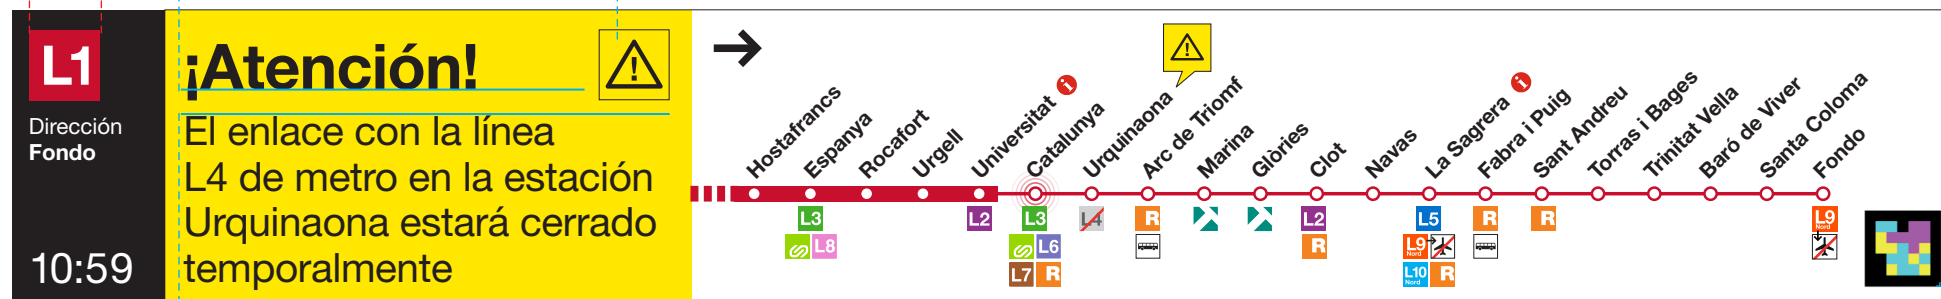 L1
Dirección
Fondo
10:59
¡Atención!
El enlace con la línea
L4 de metro en la estación
Urquinaona estará cerrado
temporalmente
Hostafrancs
Espanya
Rocafort
Urgell
Universitat
Catalunya
Urquinaona
Arc de Triomf
Marina
Glòries
Clot
Navas
La Sagrera
Fabra i Puig
Sant Andreu
Torras i Bages
Trinitat Vella
Baró de Viver
Santa Coloma
Fondo
L3
L8
L2
L3
L6
L7 R
L4
R
L2
R
L5
L9 Nord
L10 Nord R
R
R
L9 Nord